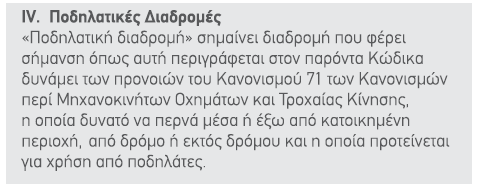 IV. Ποδηλατικές Διαδρομές
«Ποδηλατική διαδρομή» σημαίνει διαδρομή που φέρει
σήμανση όπως αυτή περιγράφεται στον παρόντα Κώδικα
δυνάμει των προνοιών του Κανονισμού 71 των Κανονισμών
περί Μηχανοκινήτων Οχημάτων και Τροχαίας Κίνησης,
η οποία δυνατό να περνά μέσα ή έξω από κατοικημένη
περιοχή, από δρόμο ή εκτός δρόμου και η οποία προτείνεται
για χρήση από ποδηλάτες.